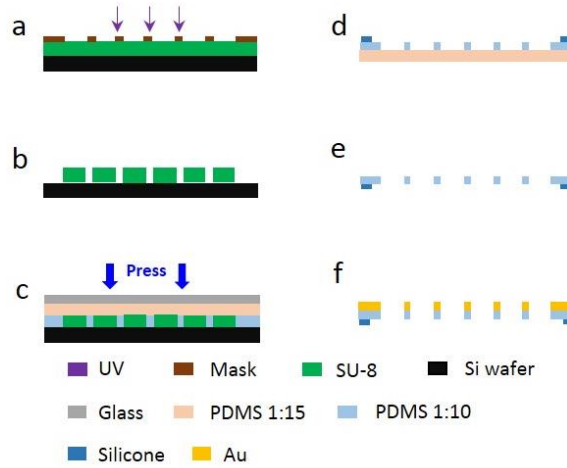 a
d
b
e
Press
c
f
UV
Mask
SU-8
Si wafer
Glass
PDMS 1:15
PDMS 1:10
Silicone
Au